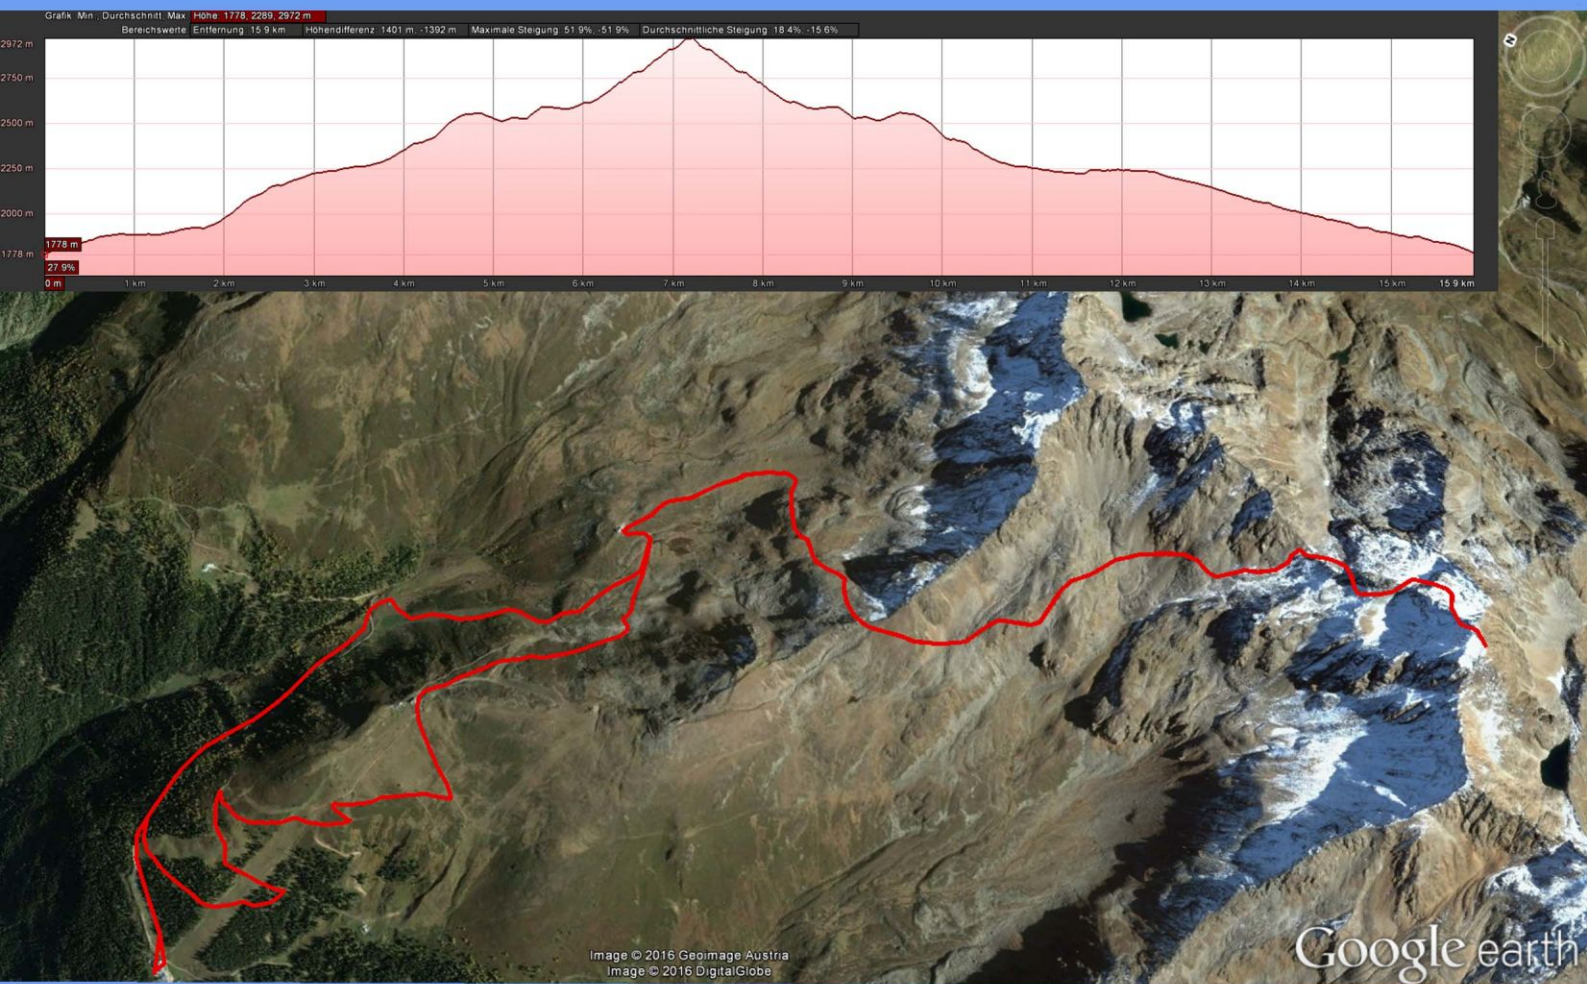 Grafik: Min., Durchschnitt, Max. Höhe: 1778, 2289, 2972 m
Bereichswerte: Entfernung: 15.9 km Höhendifferenz: 1401 m, -1392 m Maximale Steigung: 51.9%, -51.9% Durchschnittliche Steigung: 18.4%, -15.6%
2972 m
2750 m
2500 m
2250 m
2000 m
1778 m
1778 m
27.9%
0 m 1 km 2 km 3 km 4 km 5 km 6 km 7 km 8 km 9 km 10 km 11 km 12 km 13 km 14 km 15 km 15.9 km
N
Image © 2016 Geoimage Austria
Image © 2016 DigitalGlobe
Google earth